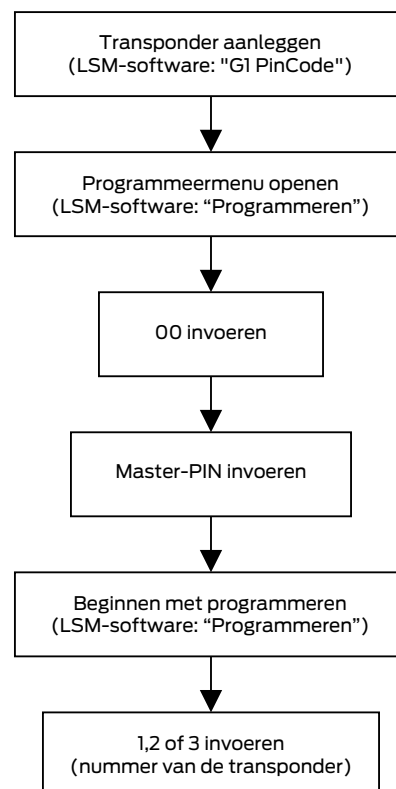 Transponder aanleggen
(LSM-software: "G1 PinCode")
Programmeermenu openen
(LSM-software: “Programmeren”)
00 invoeren
Master-PIN invoeren
Beginnen met programmeren
(LSM-software: “Programmeren”)
1,2 of 3 invoeren
(nummer van de transponder)